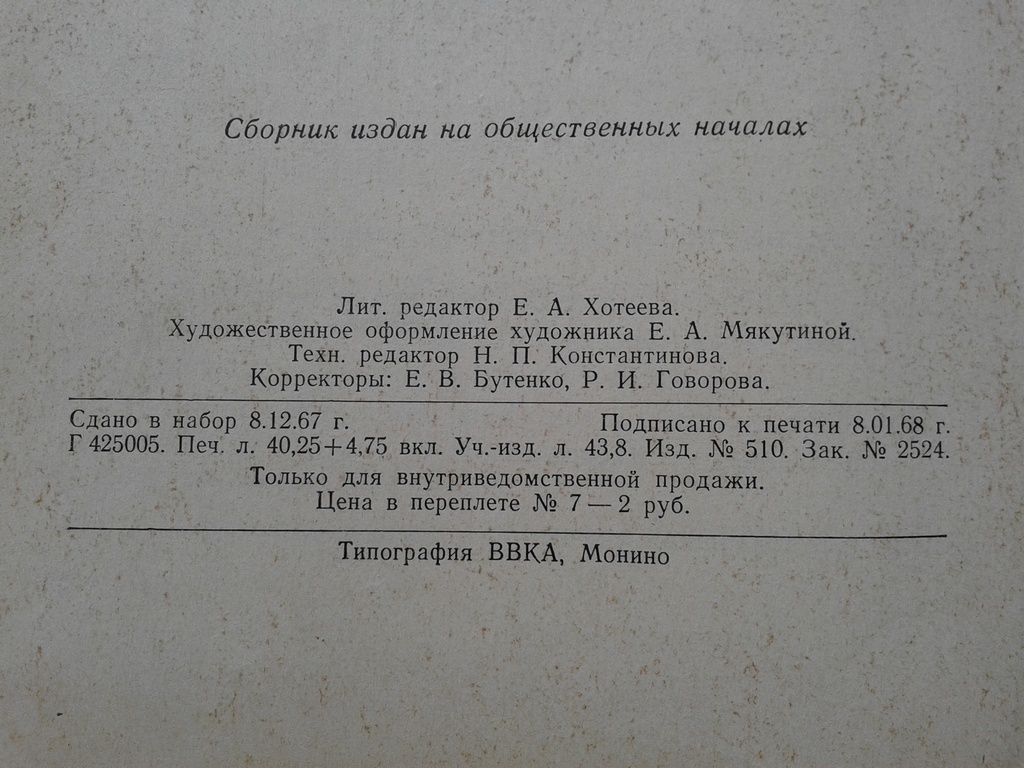 Сборник издан на общественных началах
Лит. редактор Е. А. Хотеева.
Художественное оформление художника Е. А. Мякутиной.
Техн. редактор Н. П. Константинова.
Корректоры: Е. В. Бутенко, Р. И. Говорова.
Сдано в набор 8.12.67 г. Подписано к печати 8.01.68 г.
Г 425005. Печ. л. 40,25+4,75 вкл. Уч.-изд. л. 43,8. Изд. № 510. Зак. № 2524.
Только для внутриведомственной продажи.
Цена в переплете № 7 — 2 руб.
Типография ВВКА, Монино